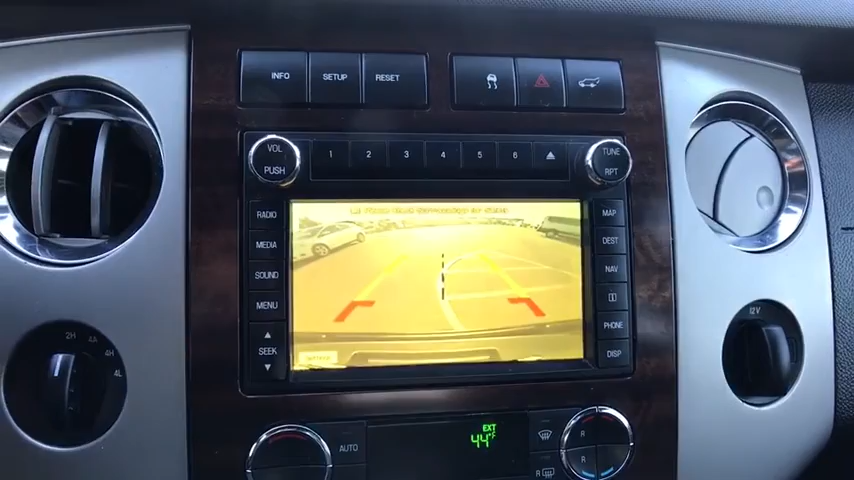 INFO SETUP RESET
VOL PUSH 1 2 3 4 5 6 TUNE RPT
RADIO MAP
MEDIA DEST
SOUND NAV
MENU
PHONE
SEEK DISP
2H
4A
4H
4L
12V
AUTO
EXT
44°F
R
R
R